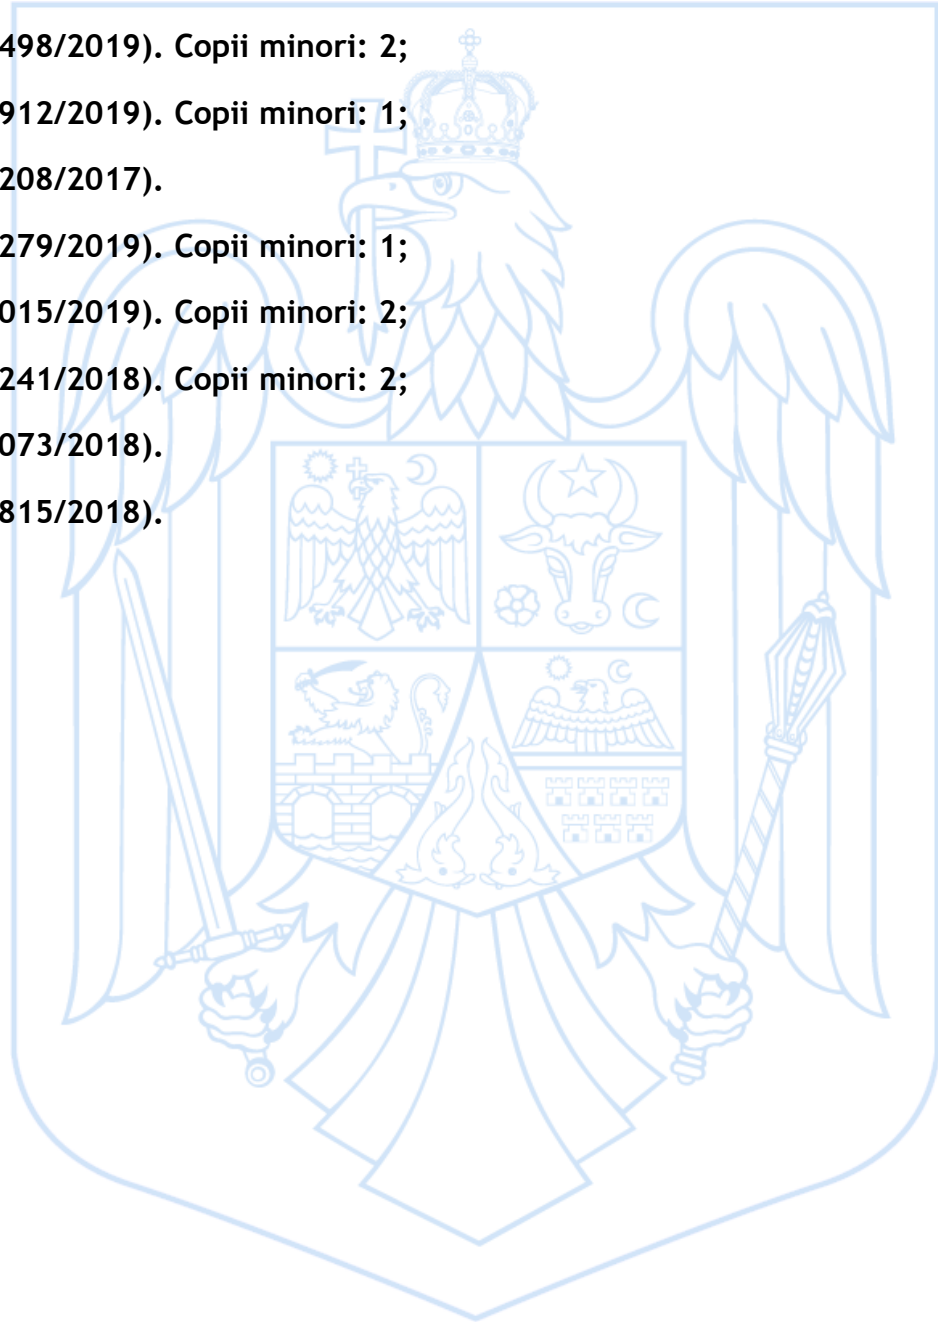 498/2019). Copii minori: 2;
912/2019). Copii minori: 1;
208/2017).
279/2019). Copii minori: 1;
015/2019). Copii minori: 2;
241/2018). Copii minori: 2;
073/2018).
815/2018).